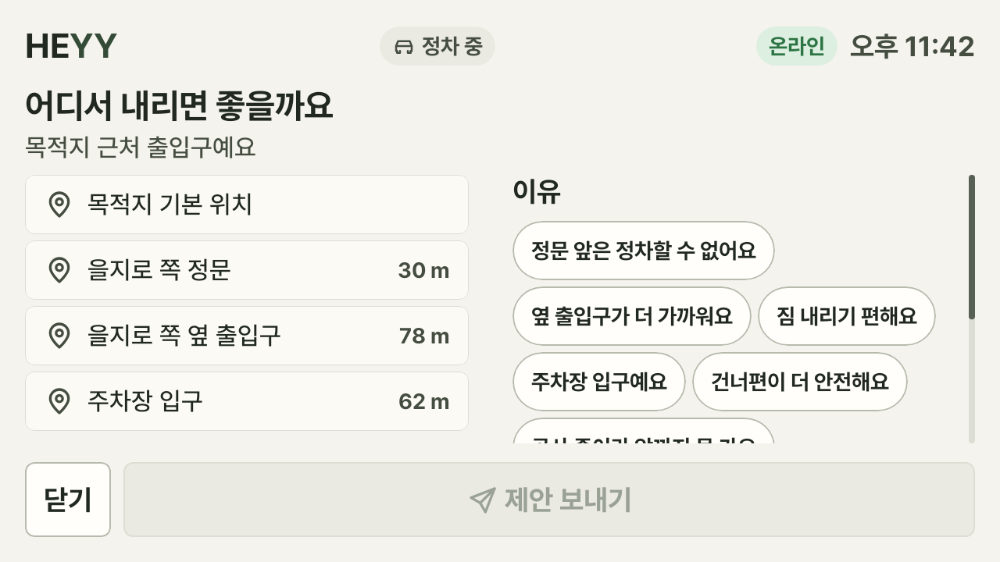 HEYY
정차 중
온라인
오후 11:42
어디서 내리면 좋을까요
목적지 근처 출입구예요
목적지 기본 위치
을지로 쪽 정문 30 m
을지로 쪽 옆 출입구 78 m
주차장 입구 62 m
이유
정문 앞은 정차할 수 없어요
옆 출입구가 더 가까워요
짐 내리기 편해요
주차장 입구예요
건너편이 더 안전해요
닫기
제안 보내기